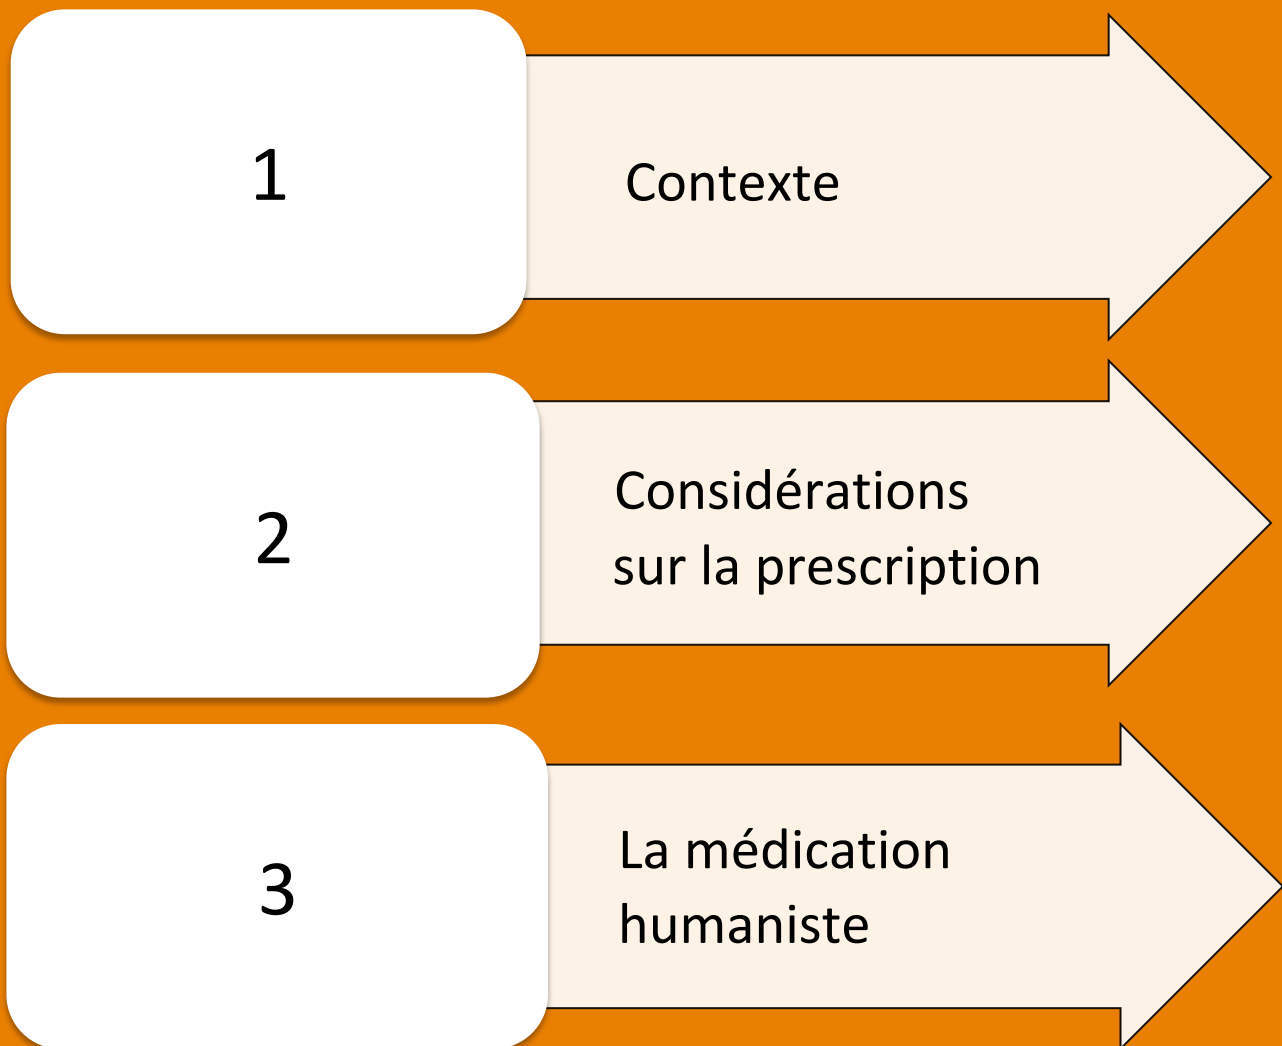 1
Contexte
2
Considérations
sur la prescription
3
La médication
humaniste